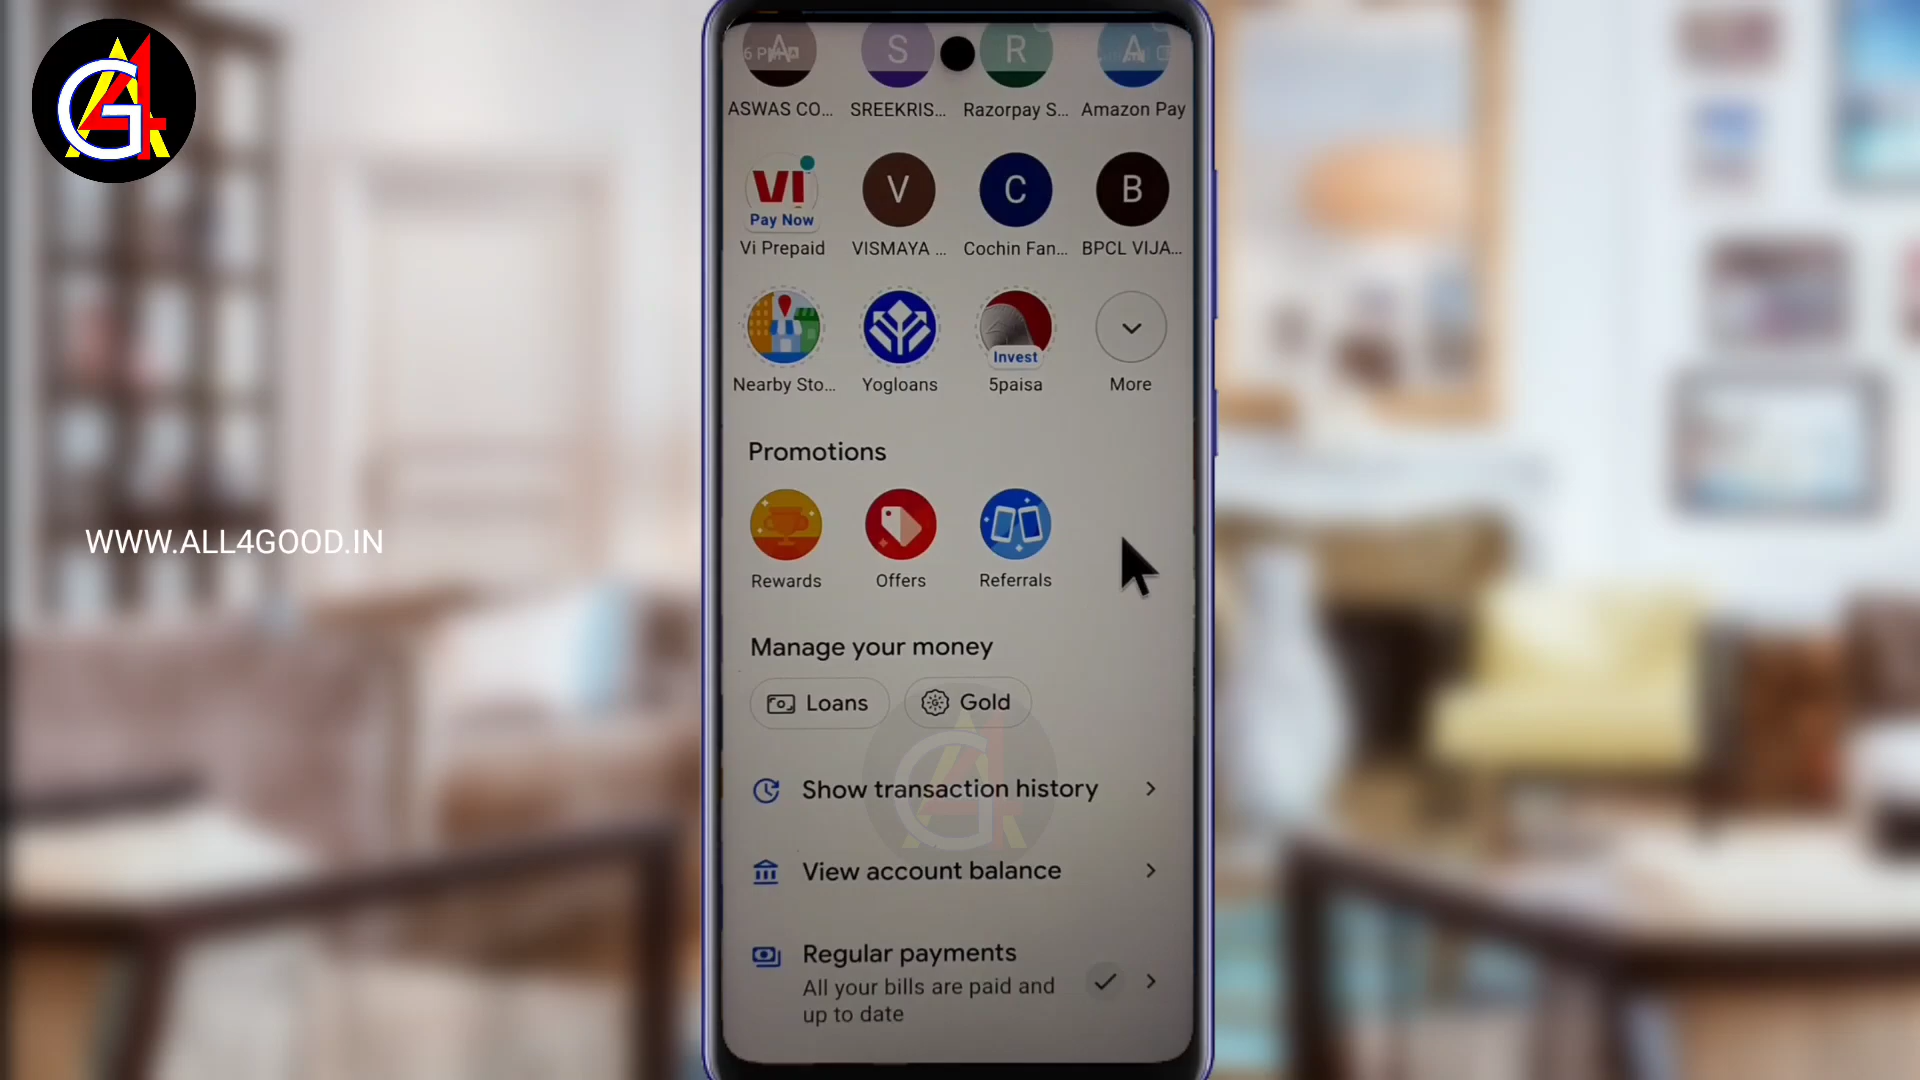 A S R A
ASWAS CO... SREEKRIS... Razorpay S... Amazon Pay
VI V C B
Pay Now
Vi Prepaid VISMAYA ... Cochin Fan... BPCL VIJA...
Invest
Nearby Sto... Yogloans 5paisa More
Promotions
WWW.ALL4GOOD.IN
Rewards Offers Referrals
Manage your money
Loans Gold
Show transaction history
View account balance
Regular payments
All your bills are paid and
up to date